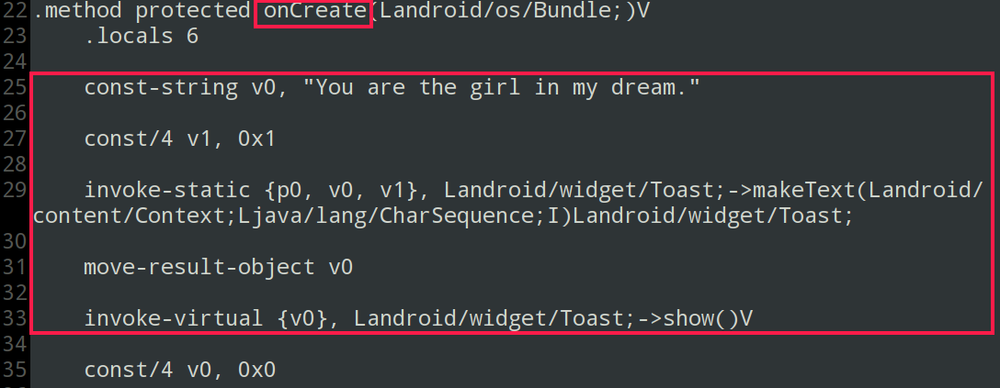 22 .method protected onCreate(Landroid/os/Bundle;)V
23     .locals 6
24
25     const-string v0, "You are the girl in my dream."
26
27     const/4 v1, 0x1
28
29     invoke-static {p0, v0, v1}, Landroid/widget/Toast;->makeText(Landroid/
content/Context;Ljava/lang/CharSequence;I)Landroid/widget/Toast;
30
31     move-result-object v0
32
33     invoke-virtual {v0}, Landroid/widget/Toast;->show()V
34
35     const/4 v0, 0x0